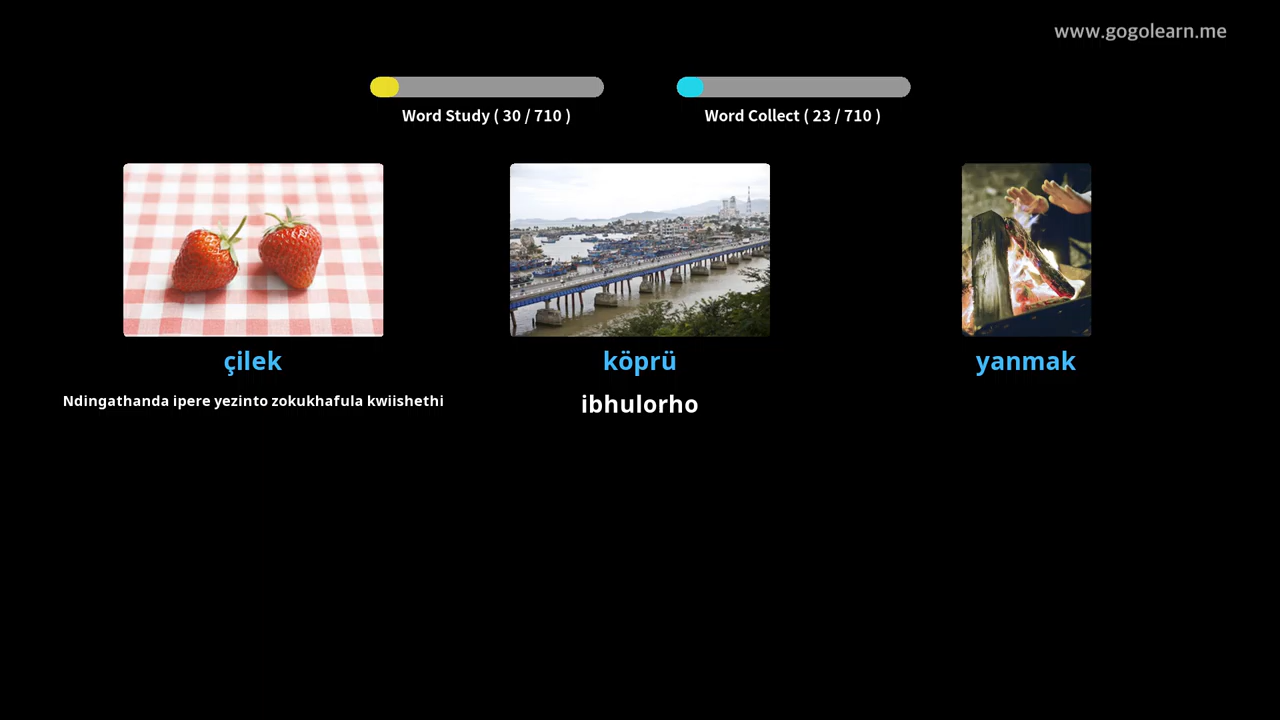 www.gogolearn.me
Word Study ( 30 / 710 )
Word Collect ( 23 / 710 )
çilek
köprü
yanmak
Ndingathanda ipere yezinto zokukhafula kwiishethi
ibhulorho